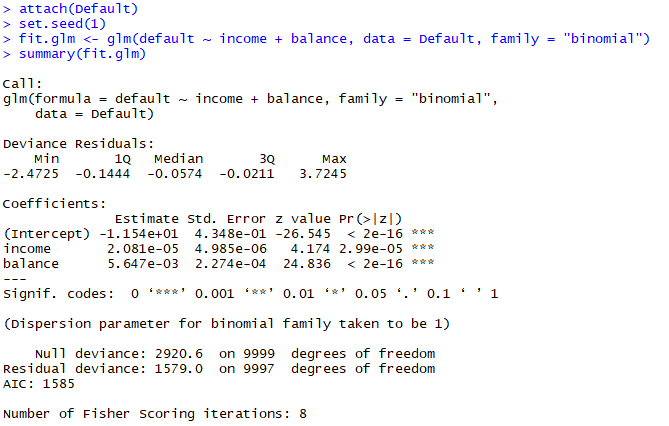 > attach(Default)
> set.seed(1)
> fit.glm <- glm(default ~ income + balance, data = Default, family = "binomial")
> summary(fit.glm)
Call:
glm(formula = default ~ income + balance, family = "binomial",
    data = Default)
Deviance Residuals:
    Min       1Q   Median       3Q      Max
-2.4725  -0.1444  -0.0574  -0.0211   3.7245
Coefficients:
              Estimate Std. Error z value Pr(>|z|)
(Intercept) -1.154e+01  4.348e-01 -26.545  < 2e-16 ***
income       2.081e-05  4.985e-06   4.174 2.99e-05 ***
balance      5.647e-03  2.274e-04  24.836  < 2e-16 ***
---
Signif. codes:  0 ‘***’ 0.001 ‘**’ 0.01 ‘*’ 0.05 ‘.’ 0.1 ‘ ’ 1
(Dispersion parameter for binomial family taken to be 1)
    Null deviance: 2920.6  on 9999  degrees of freedom
Residual deviance: 1579.0  on 9997  degrees of freedom
AIC: 1585
Number of Fisher Scoring iterations: 8